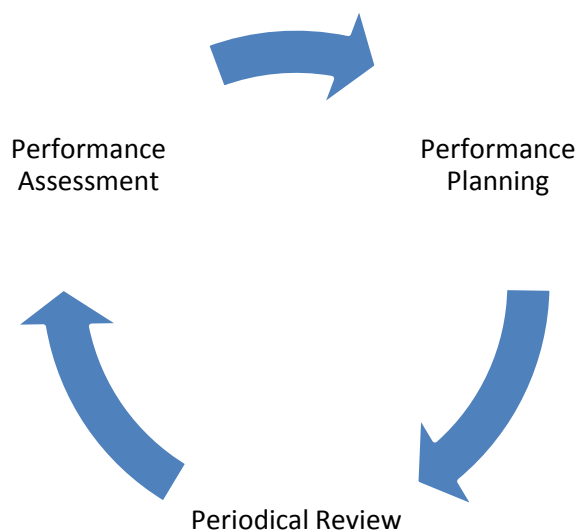 Performance
Assessment
Performance
Planning
Periodical Review